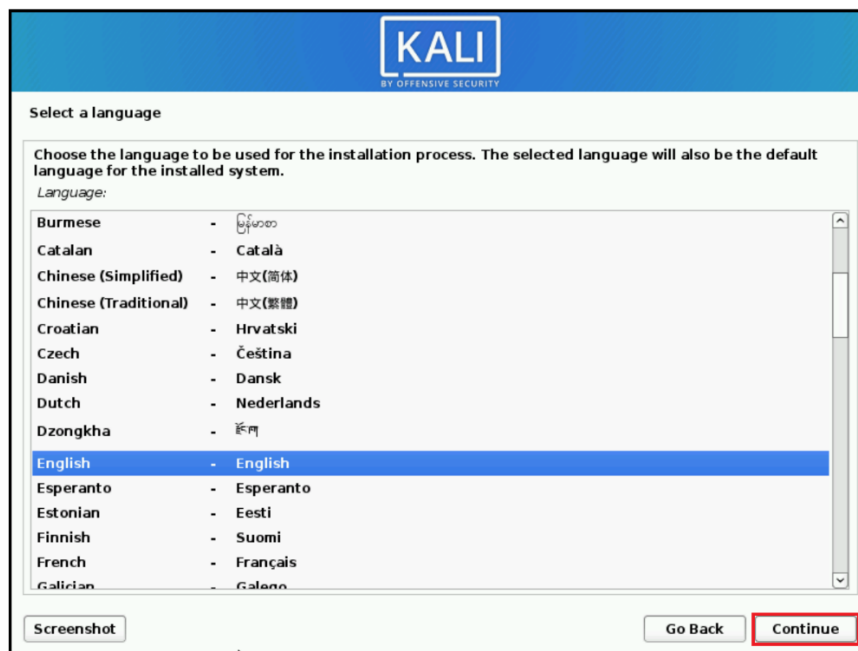 KALI
BY OFFENSIVE SECURITY
Select a language
Choose the language to be used for the installation process. The selected language will also be the default
language for the installed system.
Language:
Burmese - မြန်မာစာ
Catalan - Català
Chinese (Simplified) - 中文(简体)
Chinese (Traditional) - 中文(繁體)
Croatian - Hrvatski
Czech - Čeština
Danish - Dansk
Dutch - Nederlands
Dzongkha - རྫོང་ཁ།
English - English
Esperanto - Esperanto
Estonian - Eesti
Finnish - Suomi
French - Français
Galician - Galego
Screenshot Go Back Continue